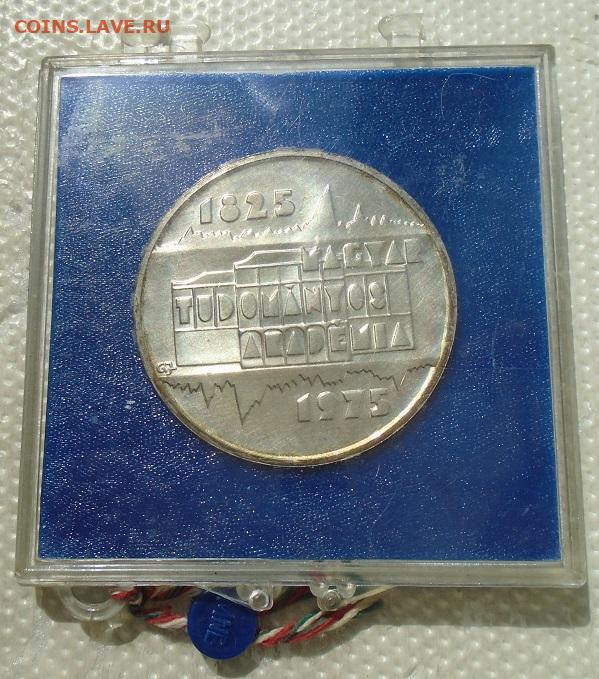 COINS.LAVE.RU
1825
MAGYAR
TUDOMÁNYOS
AKADÉMIA
1975